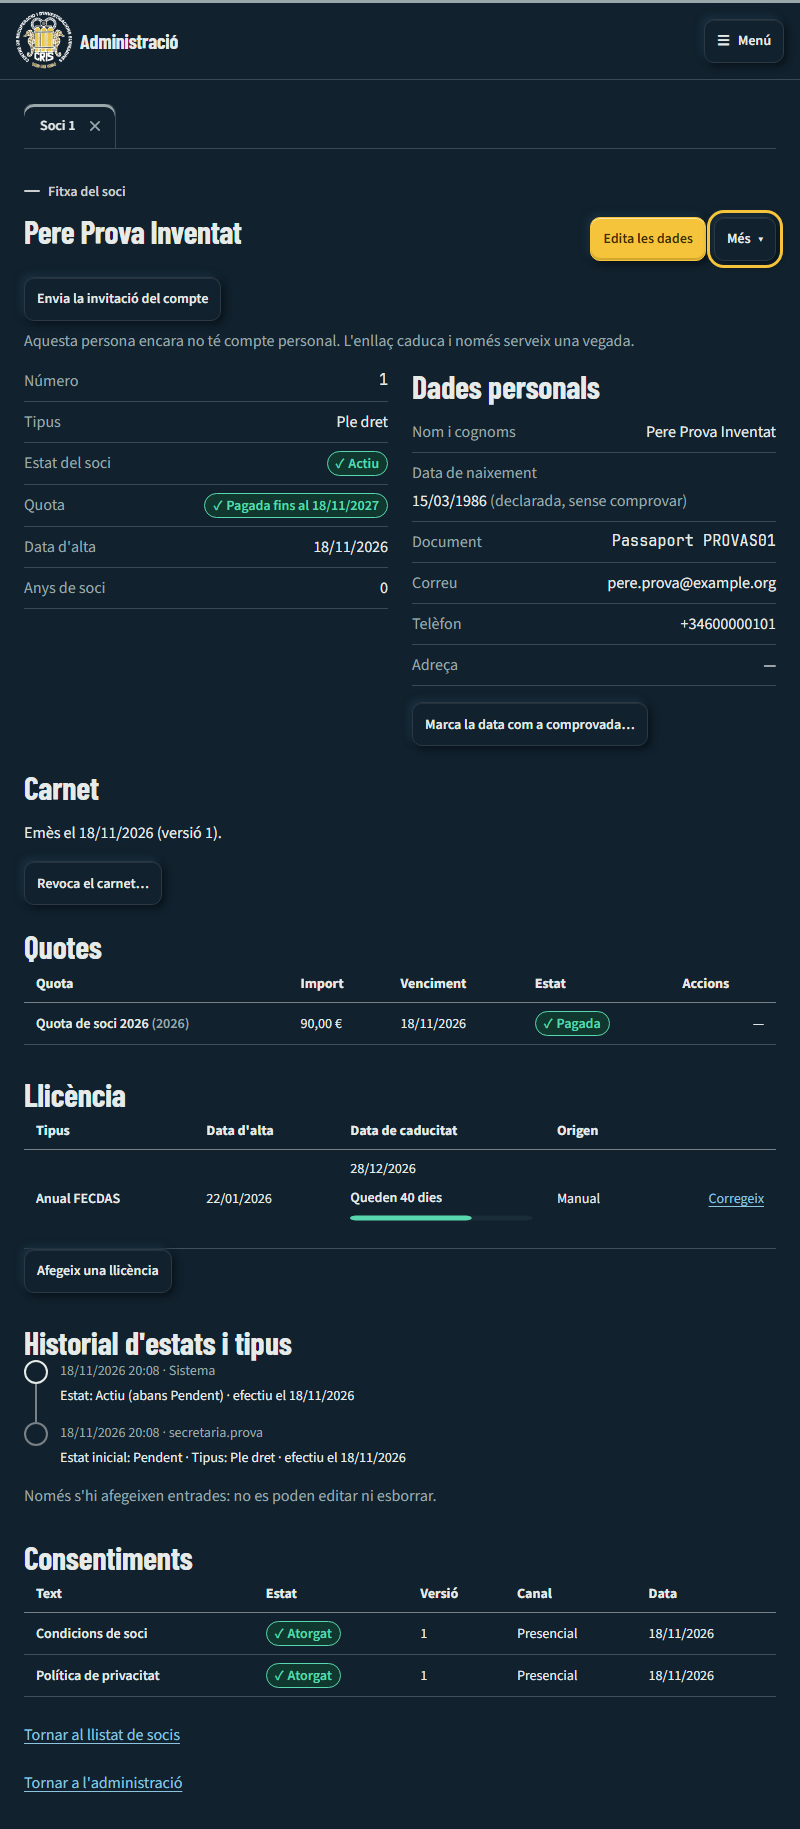 CRIS
Administració
☰ Menú
Soci 1 ✕
— Fitxa del soci
Pere Prova Inventat
Edita les dades
Més ▾
Envia la invitació del compte
Aquesta persona encara no té compte personal. L'enllaç caduca i només serveix una vegada.
Número 1
Tipus Ple dret
Estat del soci ✓ Actiu
Quota ✓ Pagada fins al 18/11/2027
Data d'alta 18/11/2026
Anys de soci 0
Dades personals
Nom i cognoms Pere Prova Inventat
Data de naixement
15/03/1986 (declarada, sense comprovar)
Document Passaport PROVAS01
Correu pere.prova@example.org
Telèfon +34600000101
Adreça —
Marca la data com a comprovada…
Carnet
Emès el 18/11/2026 (versió 1).
Revoca el carnet…
Quotes
Quota Import Venciment Estat Accions
Quota de soci 2026 (2026) 90,00 € 18/11/2026 ✓ Pagada —
Llicència
Tipus Data d'alta Data de caducitat Origen
28/12/2026
Anual FECDAS 22/01/2026 Queden 40 dies Manual Corregeix
Afegeix una llicència
Historial d'estats i tipus
18/11/2026 20:08 · Sistema
Estat: Actiu (abans Pendent) · efectiu el 18/11/2026
18/11/2026 20:08 · secretaria.prova
Estat inicial: Pendent · Tipus: Ple dret · efectiu el 18/11/2026
Només s'hi afegeixen entrades: no es poden editar ni esborrar.
Consentiments
Text Estat Versió Canal Data
Condicions de soci ✓ Atorgat 1 Presencial 18/11/2026
Política de privacitat ✓ Atorgat 1 Presencial 18/11/2026
Tornar al llistat de socis
Tornar a l'administració